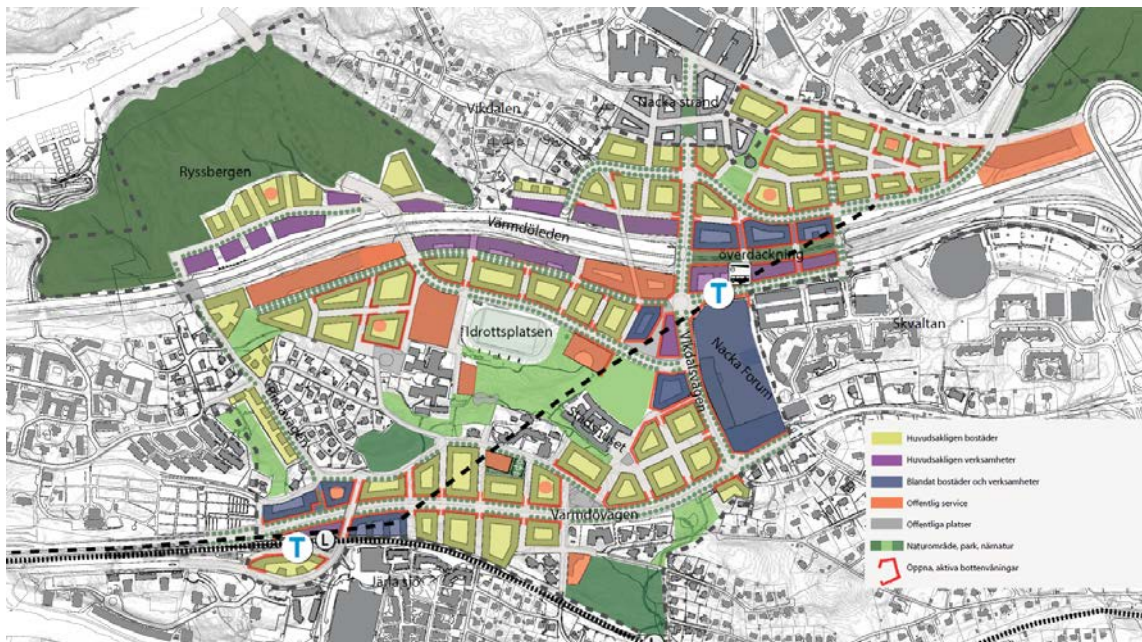 Nacka strand
Vikdalen
Ryssbergen
Värmdöleden
överdäckning
T
Idrottsplatsen
Skvaltan
Nacka Forum
Vikdalsvägen
Värmdövägen
T
L
Järla sjö
Huvudsakligen bostäder
Huvudsakligen verksamheter
Blandat bostäder och verksamheter
Offentlig service
Offentliga platser
Naturområde, park, närnatur
Öppna, aktiva bottenvåningar